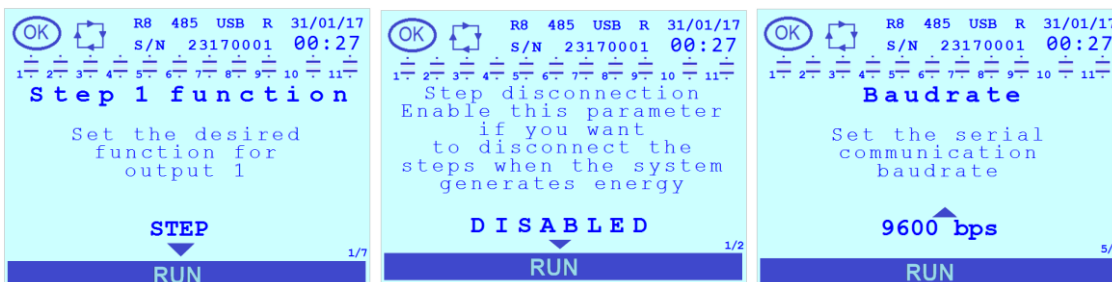 OK R8 485 USB R 31/01/17
S/N 23170001 00:27
1 2 3 4 5 6 7 8 9 10 11
Step 1 function
Set the desired
function for
output 1
STEP
1/7
RUN
OK R8 485 USB R 31/01/17
S/N 23170001 00:27
1 2 3 4 5 6 7 8 9 10 11
Step disconnection
Enable this parameter
if you want
to disconnect the
steps when the system
generates energy
DISABLED
1/2
RUN
OK R8 485 USB R 31/01/17
S/N 23170001 00:27
1 2 3 4 5 6 7 8 9 10 11
Baudrate
Set the serial
communication
baudrate
9600 bps
5/
RUN